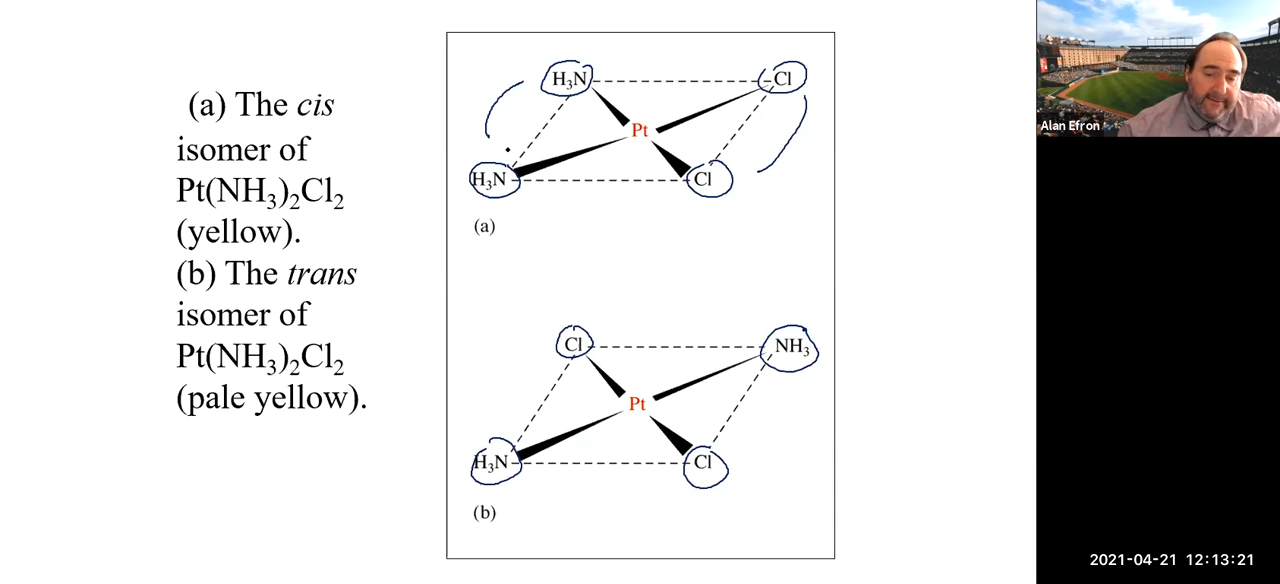 (a) The cis
isomer of
Pt(NH₃)₂Cl₂
(yellow).
(b) The trans
isomer of
Pt(NH₃)₂Cl₂
(pale yellow).
H₃N Cl
Pt
H₃N Cl
(a)
Cl NH₃
Pt
H₃N Cl
(b)
Alan Efron
2021-04-21 12:13:21